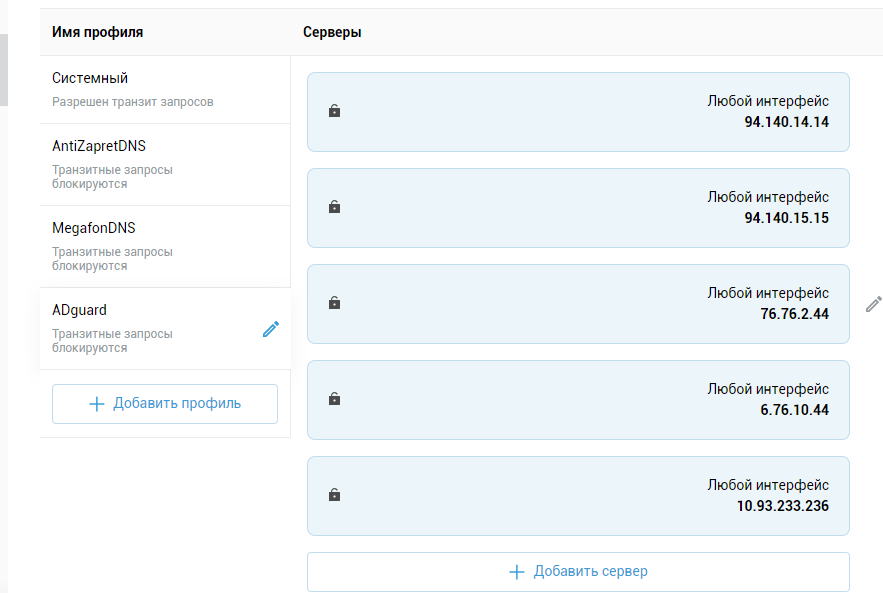 Имя профиля
Серверы
Системный
Разрешен транзит запросов
AntiZapretDNS
Транзитные запросы
блокируются
MegafonDNS
Транзитные запросы
блокируются
ADguard
Транзитные запросы
блокируются
Добавить профиль
Любой интерфейс
94.140.14.14
Любой интерфейс
94.140.15.15
Любой интерфейс
76.76.2.44
Любой интерфейс
6.76.10.44
Любой интерфейс
10.93.233.236
Добавить сервер